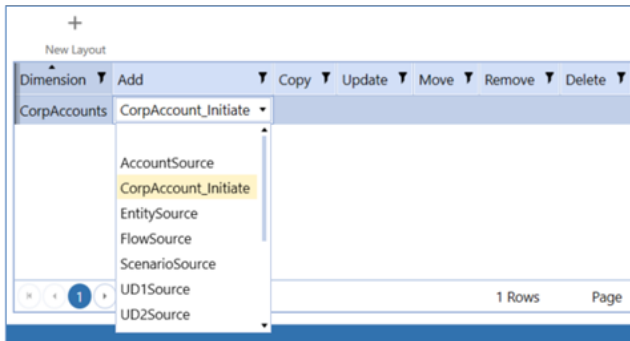 New Layout
Dimension Add Copy Update Move Remove Delete
CorpAccounts CorpAccount_Initiate
AccountSource
CorpAccount_Initiate
EntitySource
FlowSource
ScenarioSource
UD1Source
UD2Source
1 1 Rows Page